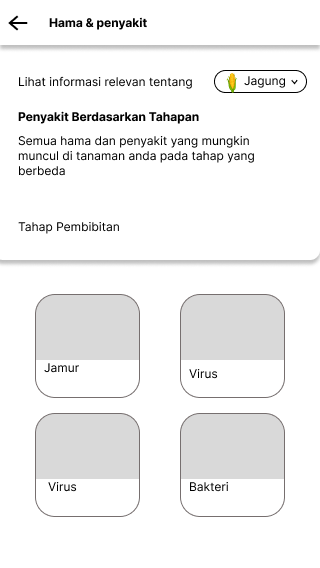 Hama & penyakit
Lihat informasi relevan tentang
Jagung
Penyakit Berdasarkan Tahapan
Semua hama dan penyakit yang mungkin
muncul di tanaman anda pada tahap yang
berbeda
Tahap Pembibitan
Jamur
Virus
Virus
Bakteri